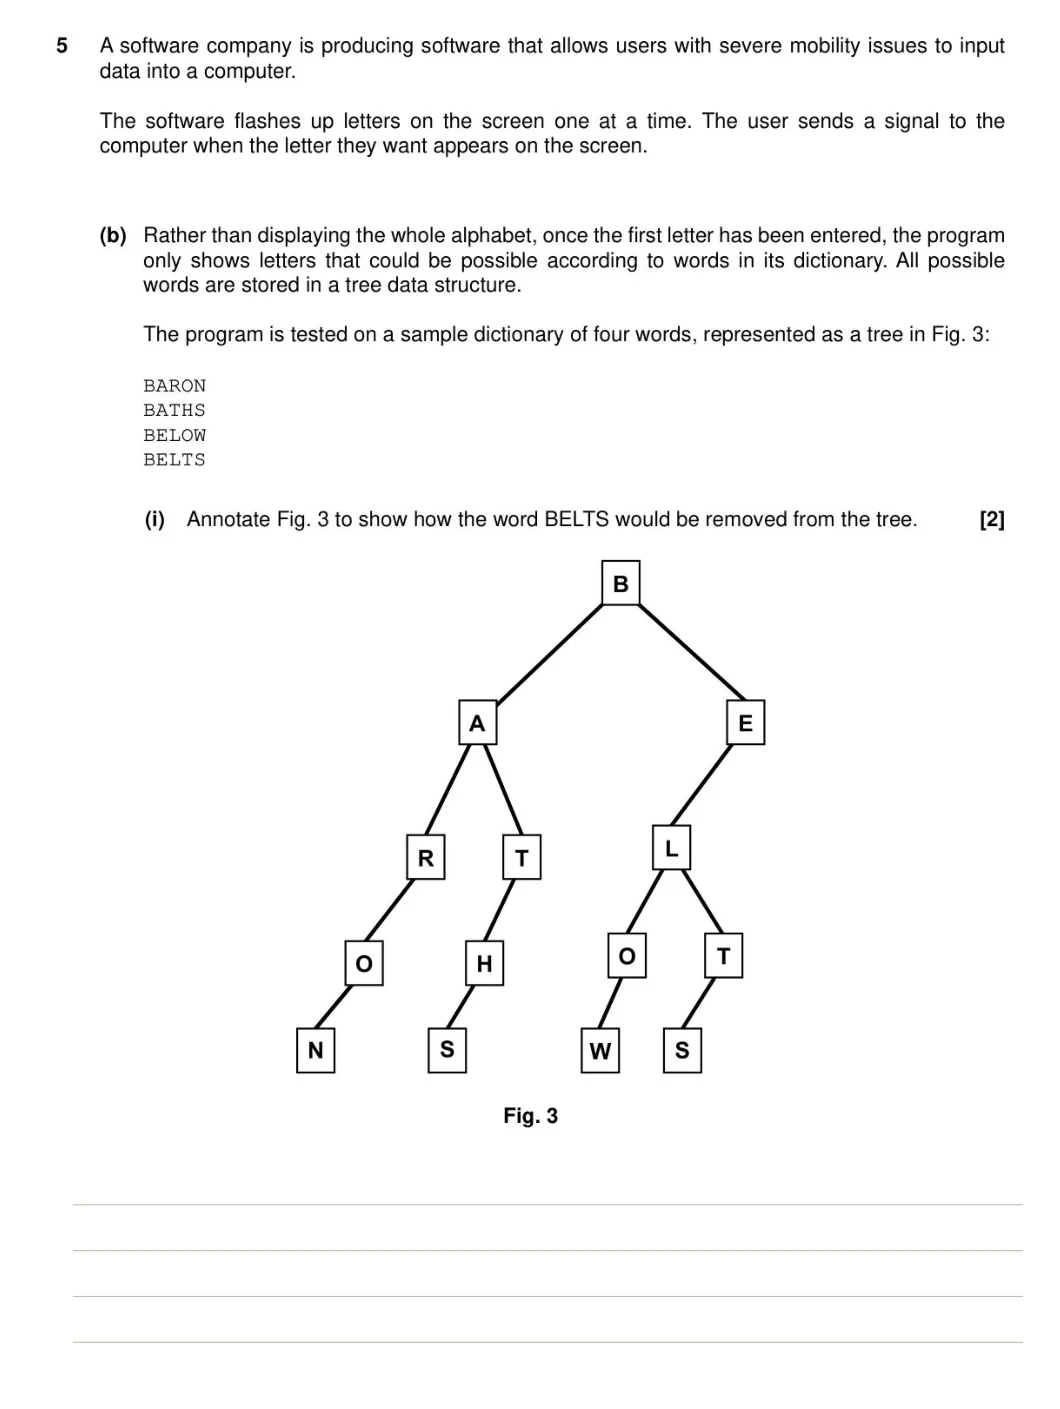 5 A software company is producing software that allows users with severe mobility issues to input
data into a computer.
The software flashes up letters on the screen one at a time. The user sends a signal to the
computer when the letter they want appears on the screen.
(b) Rather than displaying the whole alphabet, once the first letter has been entered, the program
only shows letters that could be possible according to words in its dictionary. All possible
words are stored in a tree data structure.
The program is tested on a sample dictionary of four words, represented as a tree in Fig. 3:
BARON
BATHS
BELOW
BELTS
(i) Annotate Fig. 3 to show how the word BELTS would be removed from the tree. [2]
B
A E
R T L
O H O T
N S W S
Fig. 3